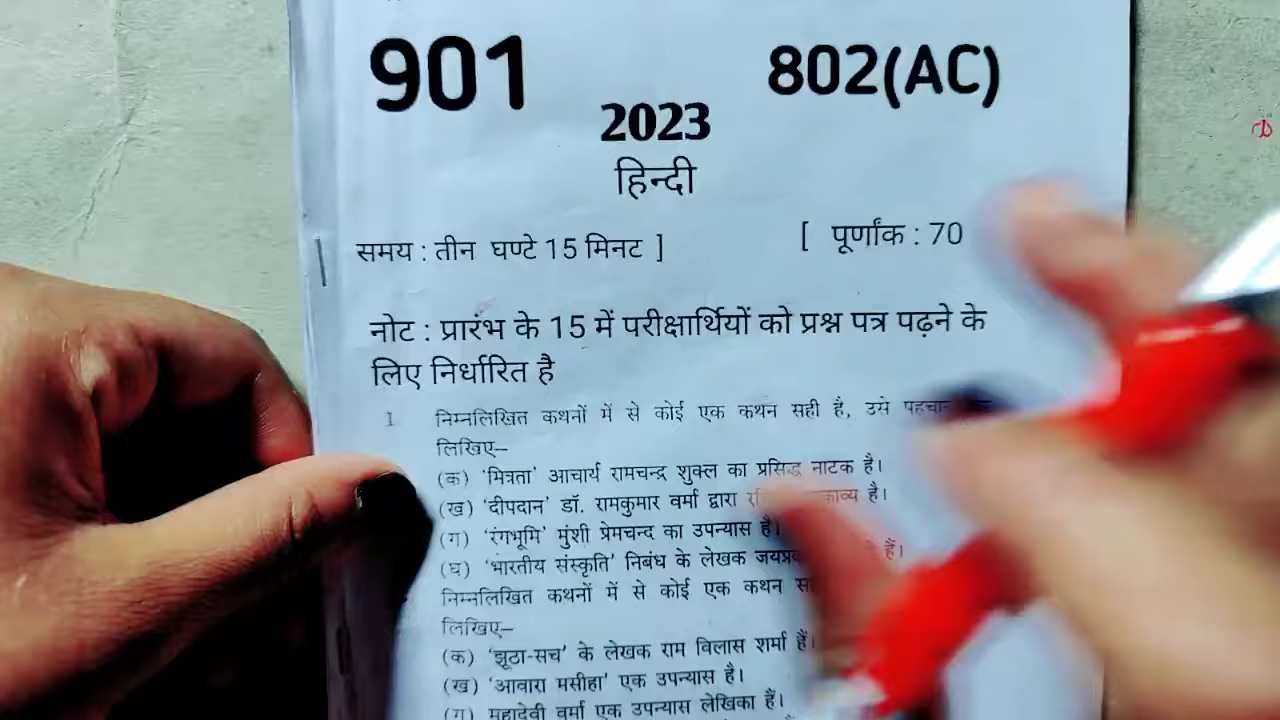 901
802(AC)
2023
हिन्दी
समय : तीन घण्टे 15 मिनट ]
[ पूर्णांक : 70
नोट : प्रारंभ के 15 में परीक्षार्थियों को प्रश्न पत्र पढ़ने के
लिए निर्धारित है
1. निम्नलिखित कथनों में से कोई एक कथन सही है, उसे
लिखिए–
(क) 'मित्रता' आचार्य रामचन्द्र शुक्ल का प्रसिद्ध नाटक है।
(ख) 'दीपदान' डॉ. रामकुमार वर्मा द्वारा है।
(ग) 'रंगभूमि' मुंशी प्रेमचन्द का उपन्यास है।
(घ) 'भारतीय संस्कृति' निबंध के लेखक हैं।
निम्नलिखित कथनों में से कोई एक कथन
लिखिए–
(क) 'झूठा-सच' के लेखक राम विलास शर्मा हैं।
(ख) 'आवारा मसीहा' एक उपन्यास है।
(ग) महादेवी वर्मा एक उपन्यास लेखिका हैं।